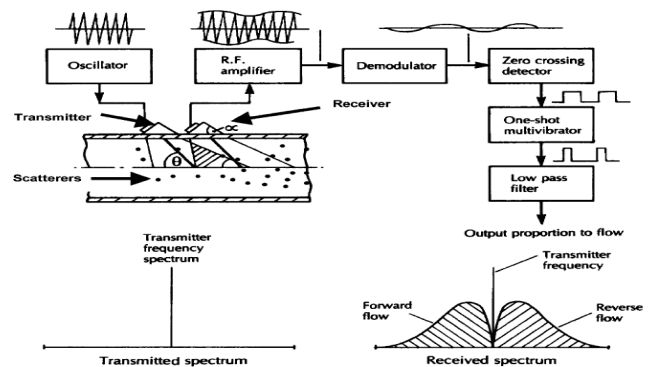 Oscillator
R.F.
amplifier
Demodulator
Zero crossing
detector
Transmitter
Receiver
∝
One-shot
multivibrator
θ
Scatterers
Low pass
filter
Output proportion to flow
Transmitter
frequency
spectrum
Transmitter
frequency
Forward
flow
Reverse
flow
Transmitted spectrum
Received spectrum